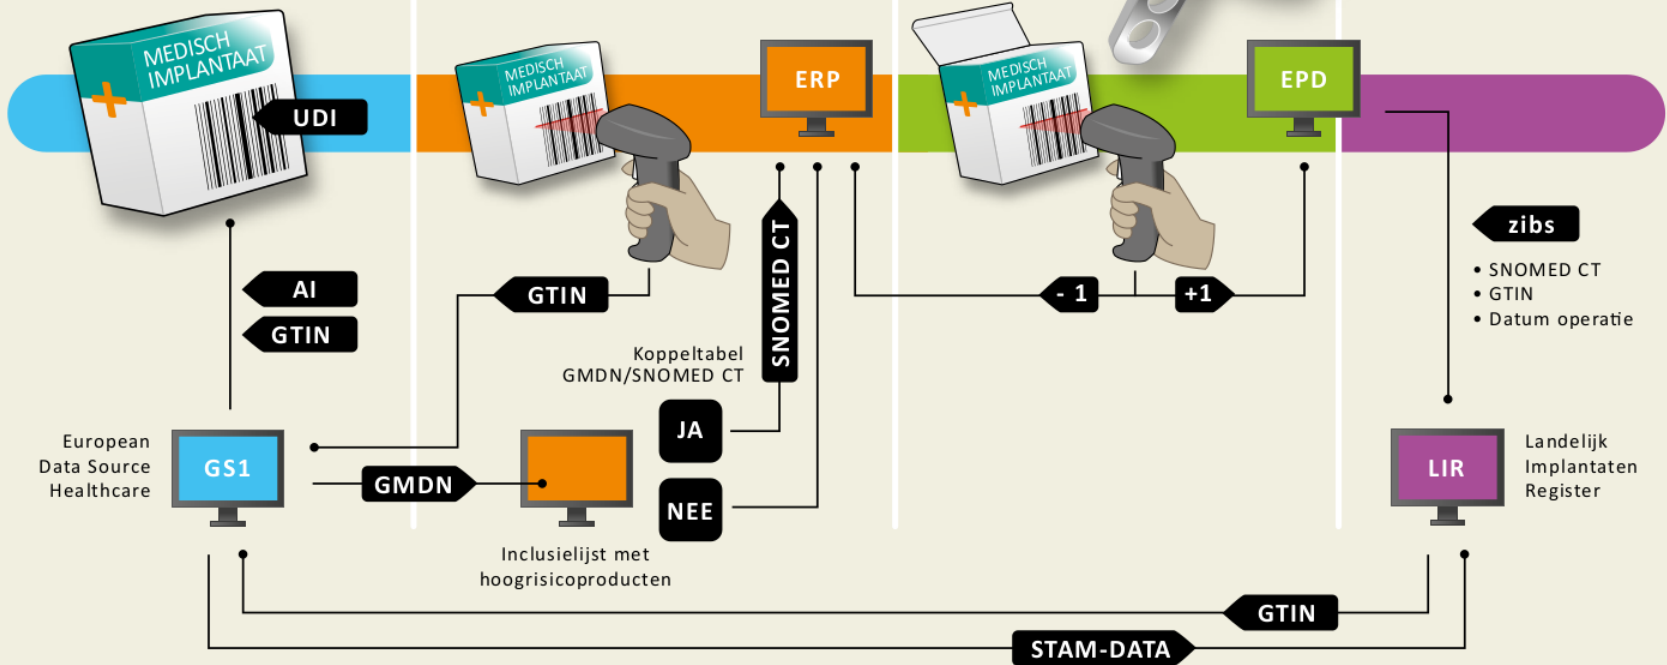 MEDISCH
IMPLANTAAT
UDI
AI
GTIN
European
Data Source
Healthcare
GS1
MEDISCH
IMPLANTAAT
ERP
GTIN
SNOMED CT
Koppeltabel
GMDN/SNOMED CT
JA
NEE
GMDN
Inclusielijst met
hoogrisicoproducten
MEDISCH
IMPLANTAAT
EPD
- 1
+1
zibs
• SNOMED CT
• GTIN
• Datum operatie
LIR
Landelijk
Implantaten
Register
GTIN
STAM-DATA